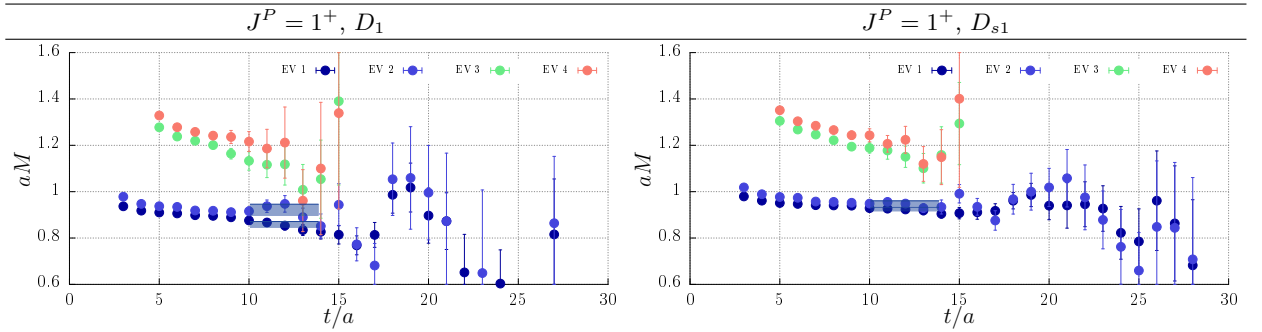 J^P = 1^+, D_1    J^P = 1^+, D_{s1}
1.6    1.6
EV 1 EV 2 EV 3 EV 4    EV 1 EV 2 EV 3 EV 4
1.4    1.4
1.2    1.2
aM    aM
1    1
0.8    0.8
0.6    0.6
0 5 10 15 20 25 30    0 5 10 15 20 25 30
t/a    t/a